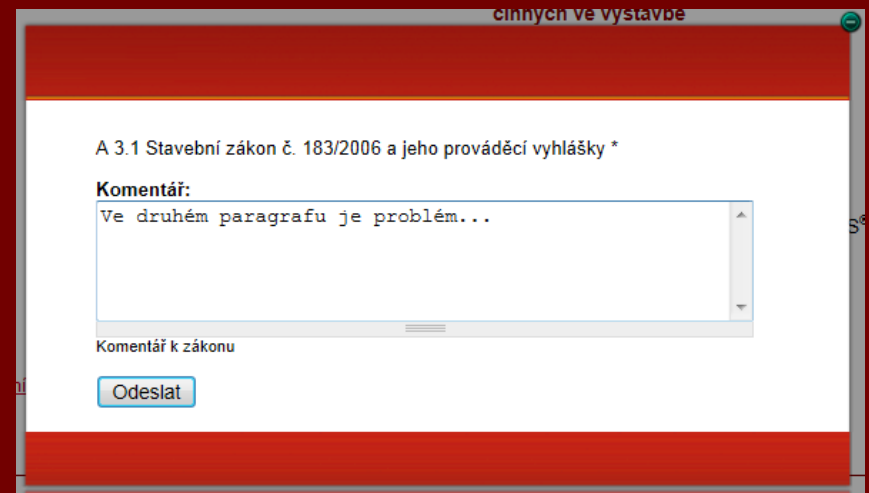 činných ve výstavbě
A 3.1 Stavební zákon č. 183/2006 a jeho prováděcí vyhlášky *
Komentář:
Ve druhém paragrafu je problém...
S®
Komentář k zákonu
ní
Odeslat